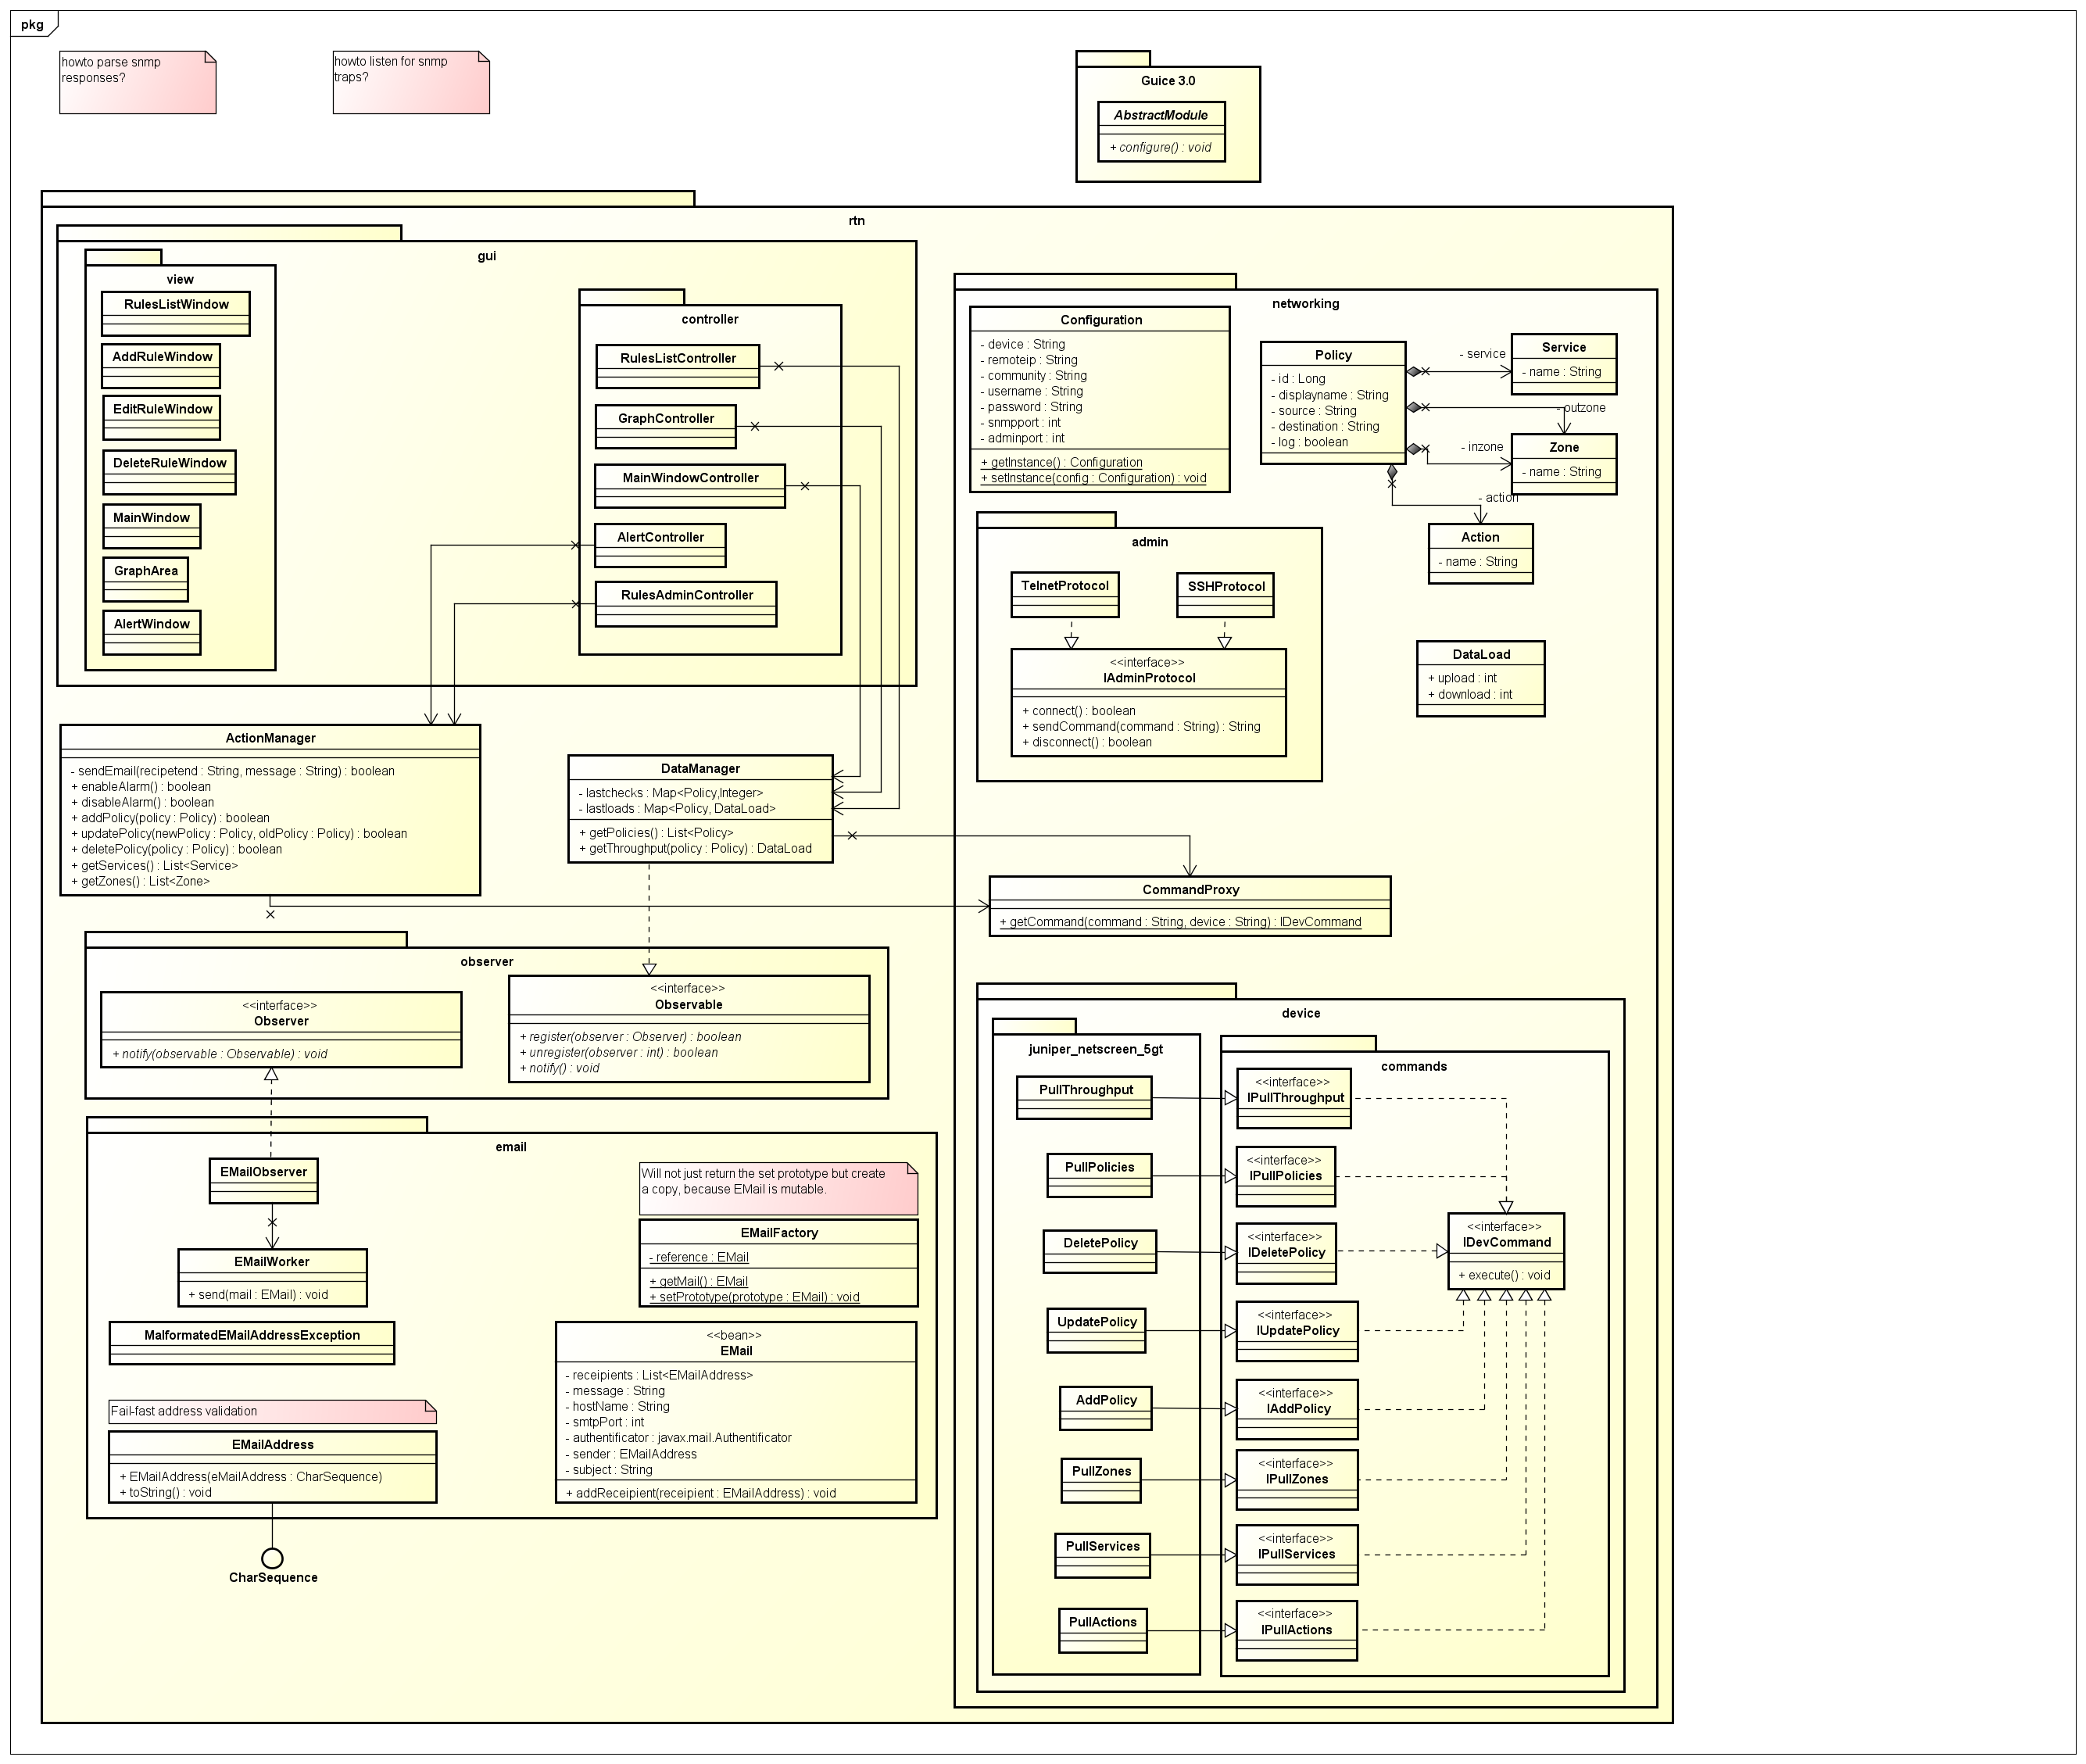 pkg
howto parse snmp
responses?
howto listen for snmp
traps?
Guice 3.0
AbstractModule
+ configure() : void
rtn
gui
view
RulesListWindow
AddRuleWindow
EditRuleWindow
DeleteRuleWindow
MainWindow
GraphArea
AlertWindow
controller
RulesListController
GraphController
MainWindowController
AlertController
RulesAdminController
networking
Configuration
- device : String
- remoteip : String
- community : String
- username : String
- password : String
- snmpport : int
- adminport : int
+ getInstance() : Configuration
+ setInstance(config : Configuration) : void
Policy
- id : Long
- displayname : String
- source : String
- destination : String
- log : boolean
- service
- outzone
- inzone
- action
Service
- name : String
Zone
- name : String
Action
- name : String
admin
TelnetProtocol
SSHProtocol
<<interface>>
IAdminProtocol
+ connect() : boolean
+ sendCommand(command : String) : String
+ disconnect() : boolean
DataLoad
+ upload : int
+ download : int
ActionManager
- sendEmail(recipetend : String, message : String) : boolean
+ enableAlarm() : boolean
+ disableAlarm() : boolean
+ addPolicy(policy : Policy) : boolean
+ updatePolicy(newPolicy : Policy, oldPolicy : Policy) : boolean
+ deletePolicy(policy : Policy) : boolean
+ getServices() : List<Service>
+ getZones() : List<Zone>
DataManager
- lastchecks : Map<Policy,Integer>
- lastloads : Map<Policy, DataLoad>
+ getPolicies() : List<Policy>
+ getThroughput(policy : Policy) : DataLoad
CommandProxy
+ getCommand(command : String, device : String) : IDevCommand
observer
<<interface>>
Observer
+ notify(observable : Observable) : void
<<interface>>
Observable
+ register(observer : Observer) : boolean
+ unregister(observer : int) : boolean
+ notify() : void
email
EMailObserver
EMailWorker
+ send(mail : EMail) : void
MalformatedEMailAddressException
Fail-fast address validation
EMailAddress
+ EMailAddress(eMailAddress : CharSequence)
+ toString() : void
CharSequence
Will not just return the set prototype but create
a copy, because EMail is mutable.
EMailFactory
- reference : EMail
+ getMail() : EMail
+ setPrototype(prototype : EMail) : void
<<bean>>
EMail
- receipients : List<EMailAddress>
- message : String
- hostName : String
- smtpPort : int
- authentificator : javax.mail.Authentificator
- sender : EMailAddress
- subject : String
+ addReceipient(receipient : EMailAddress) : void
device
juniper_netscreen_5gt
PullThroughput
PullPolicies
DeletePolicy
UpdatePolicy
AddPolicy
PullZones
PullServices
PullActions
commands
<<interface>>
IPullThroughput
<<interface>>
IPullPolicies
<<interface>>
IDeletePolicy
<<interface>>
IUpdatePolicy
<<interface>>
IAddPolicy
<<interface>>
IPullZones
<<interface>>
IPullServices
<<interface>>
IPullActions
<<interface>>
IDevCommand
+ execute() : void